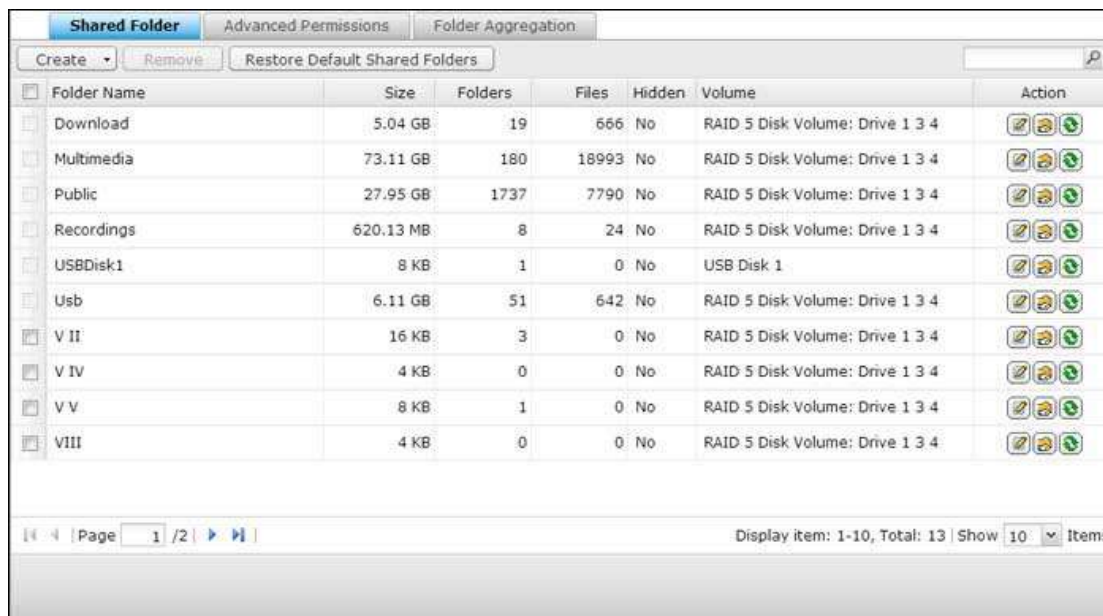 Shared Folder Advanced Permissions Folder Aggregation
Create Remove Restore Default Shared Folders
Folder Name Size Folders Files Hidden Volume Action
Download 5.04 GB 19 666 No RAID 5 Disk Volume: Drive 1 3 4
Multimedia 73.11 GB 180 18993 No RAID 5 Disk Volume: Drive 1 3 4
Public 27.95 GB 1737 7790 No RAID 5 Disk Volume: Drive 1 3 4
Recordings 620.13 MB 8 24 No RAID 5 Disk Volume: Drive 1 3 4
USBDisk1 8 KB 1 0 No USB Disk 1
Usb 6.11 GB 51 642 No RAID 5 Disk Volume: Drive 1 3 4
V II 16 KB 3 0 No RAID 5 Disk Volume: Drive 1 3 4
V IV 4 KB 0 0 No RAID 5 Disk Volume: Drive 1 3 4
V V 8 KB 1 0 No RAID 5 Disk Volume: Drive 1 3 4
VIII 4 KB 0 0 No RAID 5 Disk Volume: Drive 1 3 4
Page 1 /2 Display item: 1-10, Total: 13 | Show 10 Item